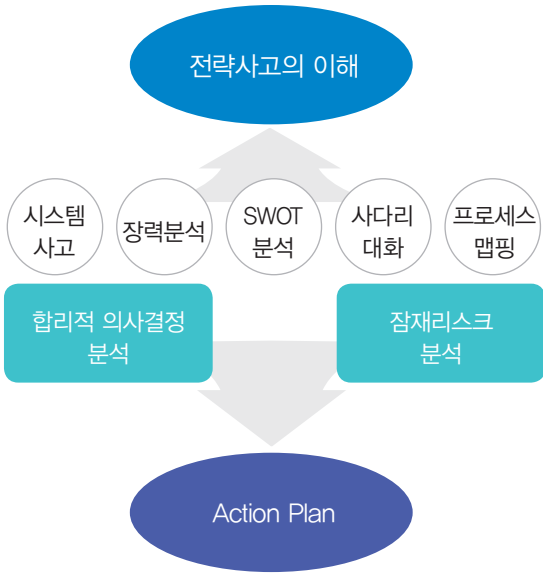 전략사고의 이해
시스템
사고
장력분석
SWOT
분석
사다리
대화
프로세스
맵핑
합리적 의사결정
분석
잠재리스크
분석
Action Plan